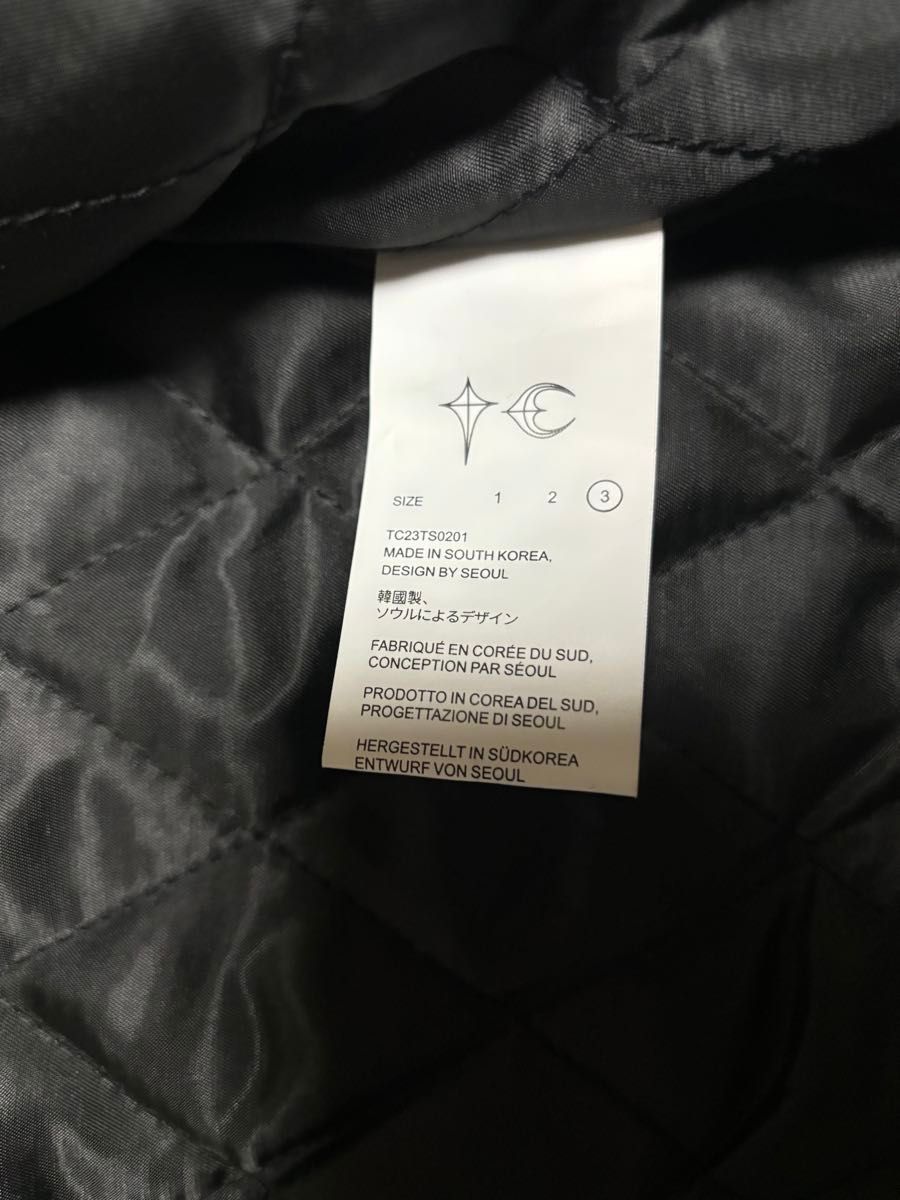 SIZE 1 2 3
TC23TS0201
MADE IN SOUTH KOREA,
DESIGN BY SEOUL
韓國製、
ソウルによるデザイン
FABRIQUÉ EN CORÉE DU SUD,
CONCEPTION PAR SÉOUL
PRODOTTO IN COREA DEL SUD,
PROGETTAZIONE DI SEOUL
HERGESTELLT IN SÜDKOREA
ENTWURF VON SEOUL